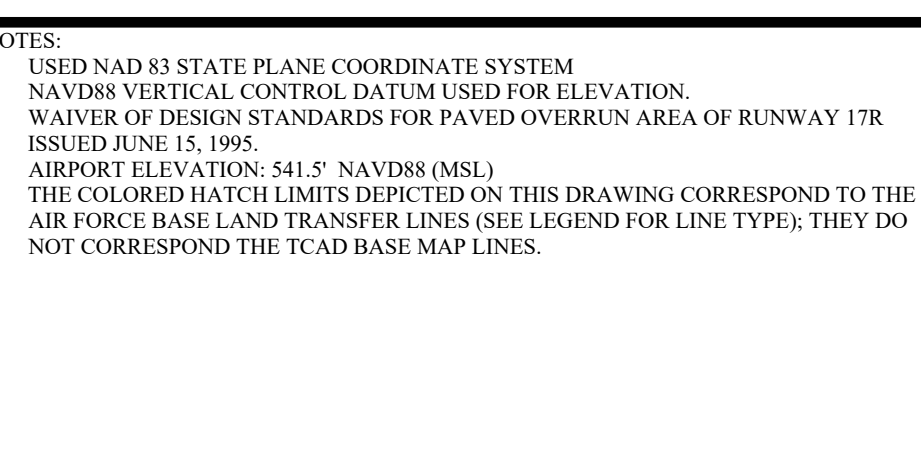 OTES:
USED NAD 83 STATE PLANE COORDINATE SYSTEM
NAVD88 VERTICAL CONTROL DATUM USED FOR ELEVATION.
WAIVER OF DESIGN STANDARDS FOR PAVED OVERRUN AREA OF RUNWAY 17R
ISSUED JUNE 15, 1995.
AIRPORT ELEVATION: 541.5' NAVD88 (MSL)
THE COLORED HATCH LIMITS DEPICTED ON THIS DRAWING CORRESPOND TO THE
AIR FORCE BASE LAND TRANSFER LINES (SEE LEGEND FOR LINE TYPE); THEY DO
NOT CORRESPOND THE TCAD BASE MAP LINES.